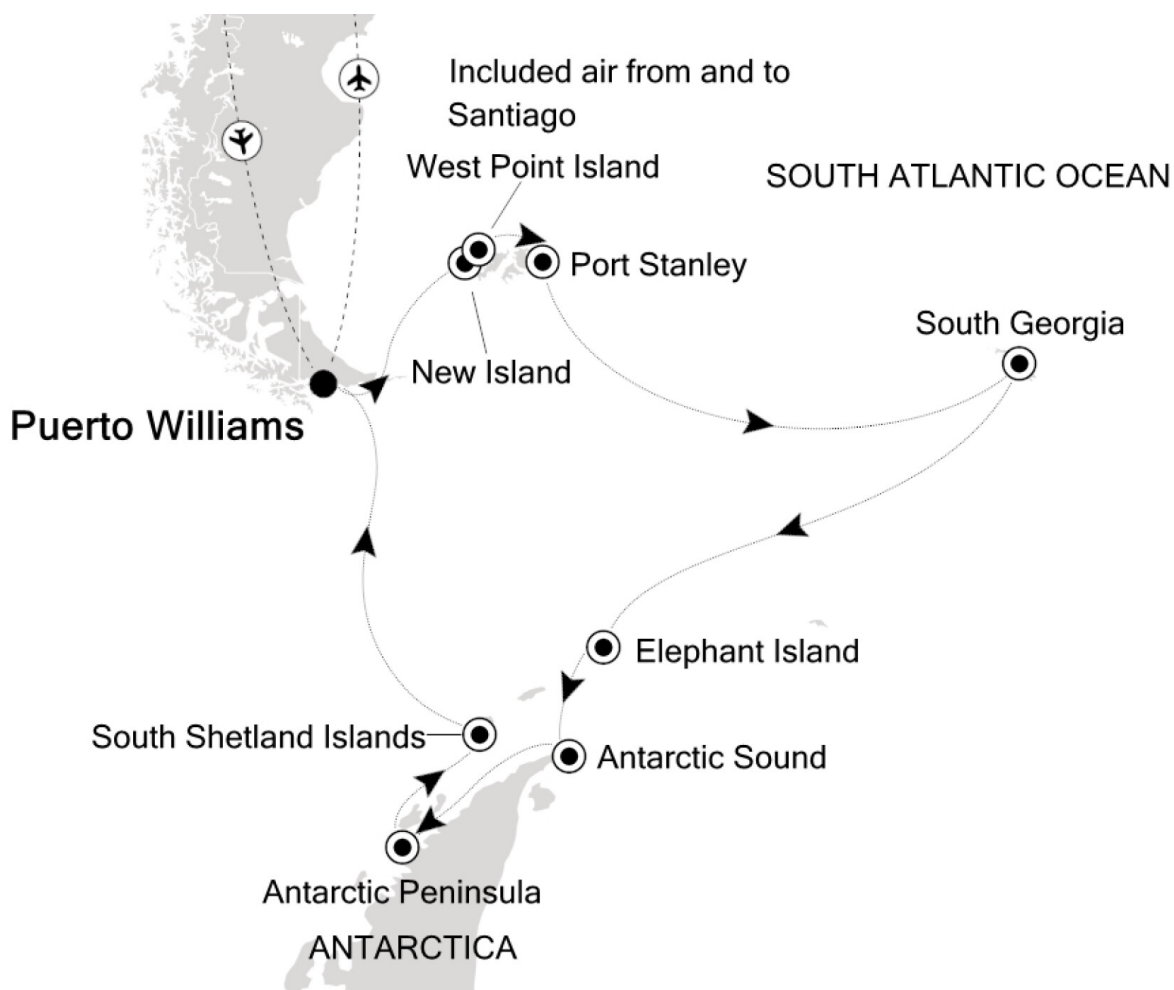 Included air from and to
Santiago
West Point Island
SOUTH ATLANTIC OCEAN
Port Stanley
South Georgia
New Island
Puerto Williams
Elephant Island
South Shetland Islands
Antarctic Sound
Antarctic Peninsula
ANTARCTICA